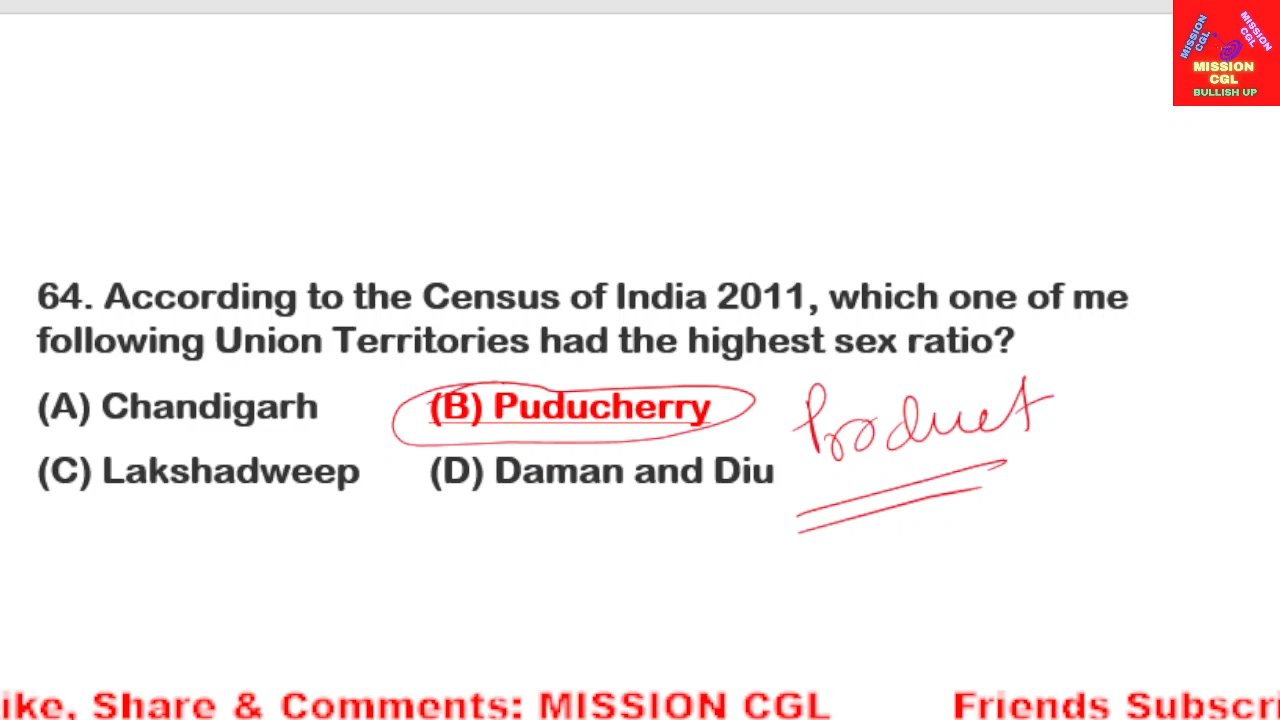 MISSION CGL
MISSION CGL
MISSION
CGL
BULLISH UP
64. According to the Census of India 2011, which one of me
following Union Territories had the highest sex ratio?
(A) Chandigarh (B) Puducherry
(C) Lakshadweep (D) Daman and Diu
Product
ike, Share & Comments: MISSION CGL Friends Subscri